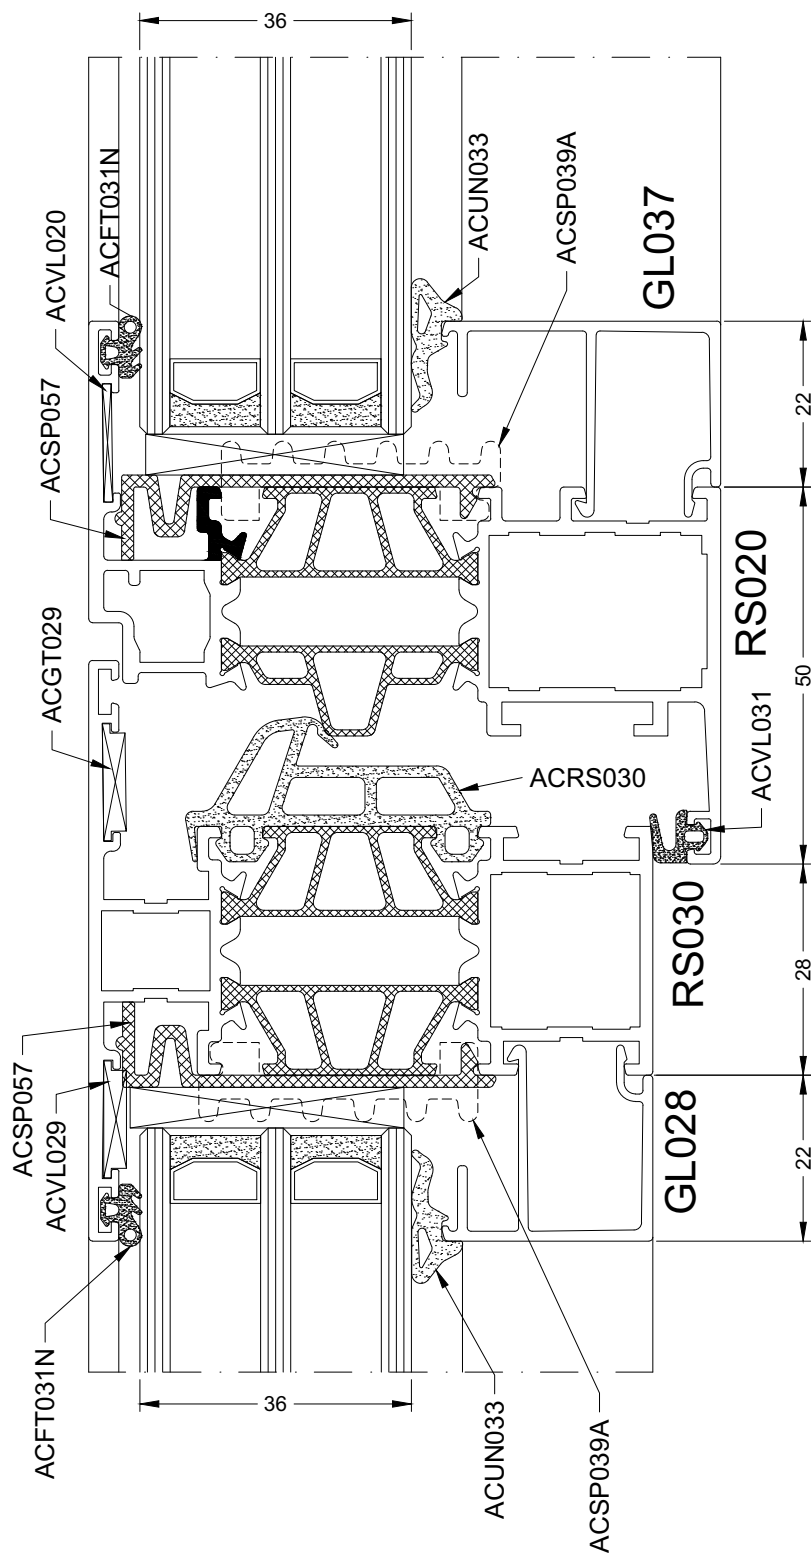 36
ACFT031N
ACVL020
ACSP057
ACGT029
ACUN033
ACSP039A
GL037
22
RS020
50
ACVL031
ACRS030
RS030
28
ACSP057
ACVL029
ACFT031N
GL028
22
36
ACUN033
ACSP039A